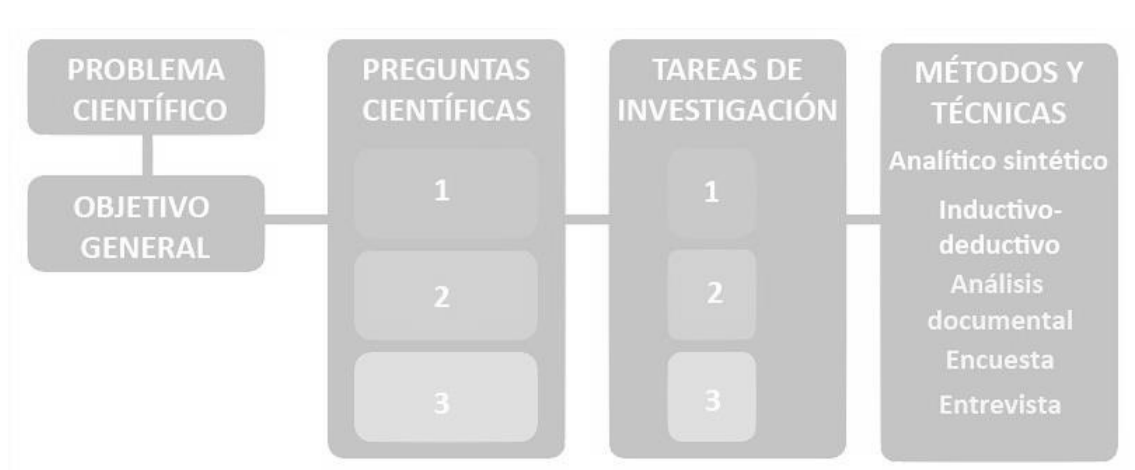 PROBLEMA
CIENTÍFICO
OBJETIVO
GENERAL
PREGUNTAS
CIENTÍFICAS
1
2
3
TAREAS DE
INVESTIGACIÓN
1
2
3
MÉTODOS Y
TÉCNICAS
Analítico sintético
Inductivo-
deductivo
Análisis
documental
Encuesta
Entrevista